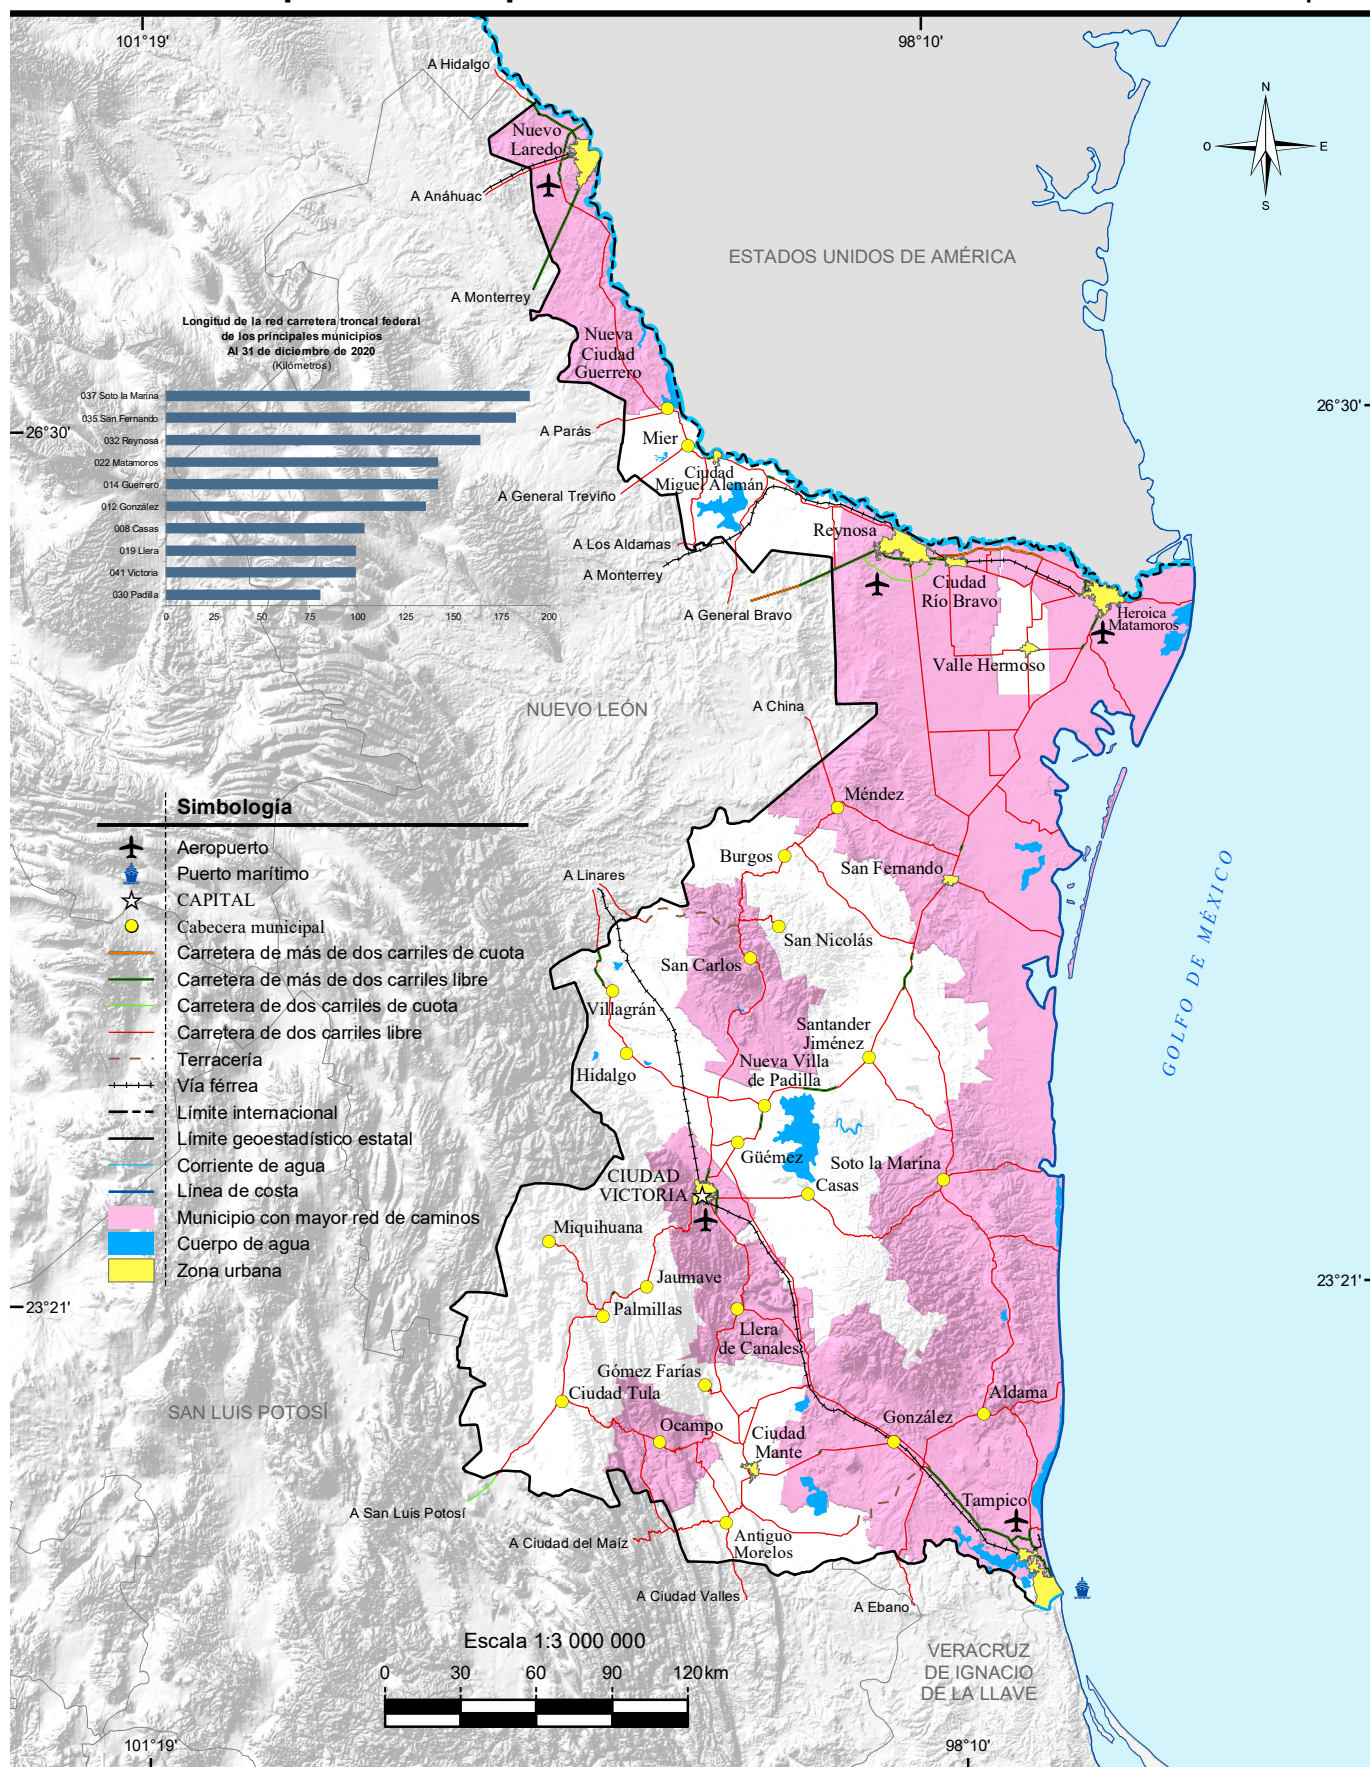 101°19'
98°10'
A Hidalgo
N
O
E
S
Nuevo
Laredo
A Anáhuac
ESTADOS UNIDOS DE AMÉRICA
A Monterrey
Longitud de la red carretera troncal federal
de los principales municipios
Al 31 de diciembre de 2020
(Kilómetros)
Nueva
Ciudad
Guerrero
037 Soto la Marina
035 San Fernando
032 Reynosa
022 Matamoros
014 Guerrero
012 González
008 Casas
019 Llera
041 Victoria
030 Padilla
0 25 50 75 100 125 150 175 200
26°30'
26°30'
A Parás
Mier
Ciudad
Miguel Alemán
A General Treviño
Reynosa
A Los Aldamas
A Monterrey
Ciudad
Río Bravo
A General Bravo
Heroica
Matamoros
Valle Hermoso
NUEVO LEÓN
A China
Méndez
Burgos
San Fernando
A Linares
San Nicolás
San Carlos
GOLFO DE MÉXICO
Villagrán
Santander
Jiménez
Hidalgo
Nueva Villa
de Padilla
Güémez
Soto la Marina
CIUDAD
VICTORIA
Casas
Miquihuana
Jaumave
Palmillas
Llera
de Canales
Gómez Farías
Ciudad Tula
Aldama
Ocampo
González
Ciudad
Mante
Tampico
A San Luis Potosí
Antiguo
Morelos
A Ciudad del Maíz
A Ciudad Valles
A Ebano
23°21'
23°21'
SAN LUIS POTOSÍ
VERACRUZ
DE IGNACIO
DE LA LLAVE
Simbología
Aeropuerto
Puerto marítimo
CAPITAL
Cabecera municipal
Carretera de más de dos carriles de cuota
Carretera de más de dos carriles libre
Carretera de dos carriles de cuota
Carretera de dos carriles libre
Terracería
Vía férrea
Límite internacional
Límite geoestadístico estatal
Corriente de agua
Línea de costa
Municipio con mayor red de caminos
Cuerpo de agua
Zona urbana
Escala 1:3 000 000
0 30 60 90 120km
101°19'
98°10'